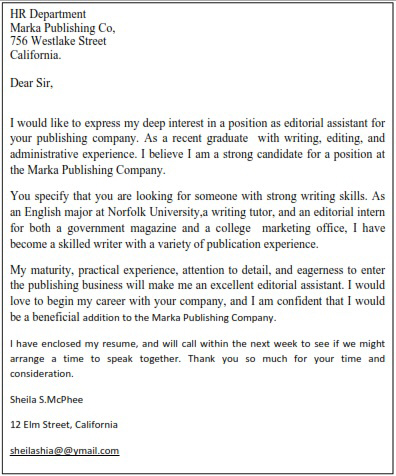 HR Department
Marka Publishing Co,
756 Westlake Street
California.
Dear Sir,
I would like to express my deep interest in a position as editorial assistant for
your publishing company. As a recent graduate with writing, editing, and
administrative experience. I believe I am a strong candidate for a position at
the Marka Publishing Company.
You specify that you are looking for someone with strong writing skills. As
an English major at Norfolk University,a writing tutor, and an editorial intern
for both a government magazine and a college marketing office, I have
become a skilled writer with a variety of publication experience.
My maturity, practical experience, attention to detail, and eagerness to enter
the publishing business will make me an excellent editorial assistant. I would
love to begin my career with your company, and I am confident that I would
be a beneficial addition to the Marka Publishing Company.
I have enclosed my resume, and will call within the next week to see if we might
arrange a time to speak together. Thank you so much for your time and
consideration.
Sheila S.McPhee
12 Elm Street, California
sheilashia@@ymail.com